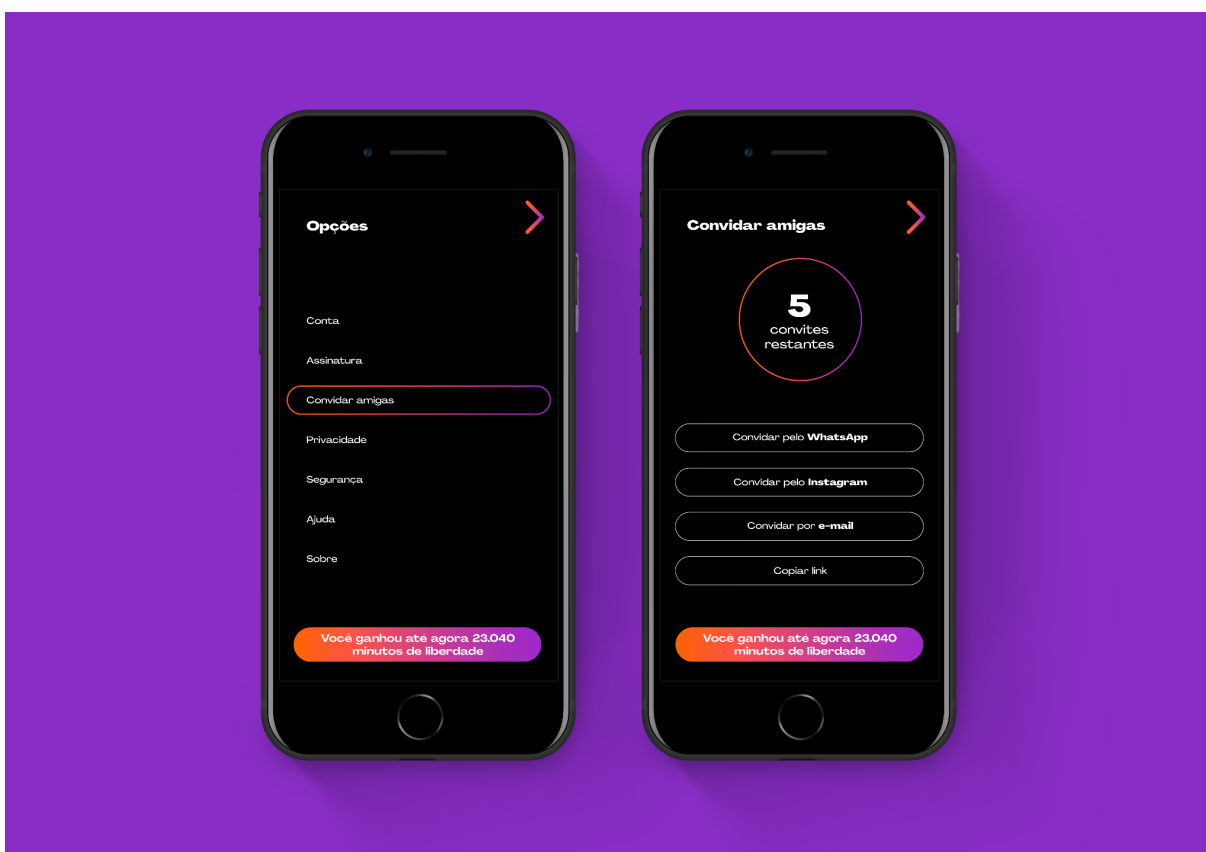 Opções
Conta
Assinatura
Convidar amigas
Privacidade
Segurança
Ajuda
Sobre
Você ganhou até agora 23.040
minutos de liberdade
Convidar amigas
5
convites
restantes
Convidar pelo WhatsApp
Convidar pelo Instagram
Convidar por e-mail
Copiar link
Você ganhou até agora 23.040
minutos de liberdade